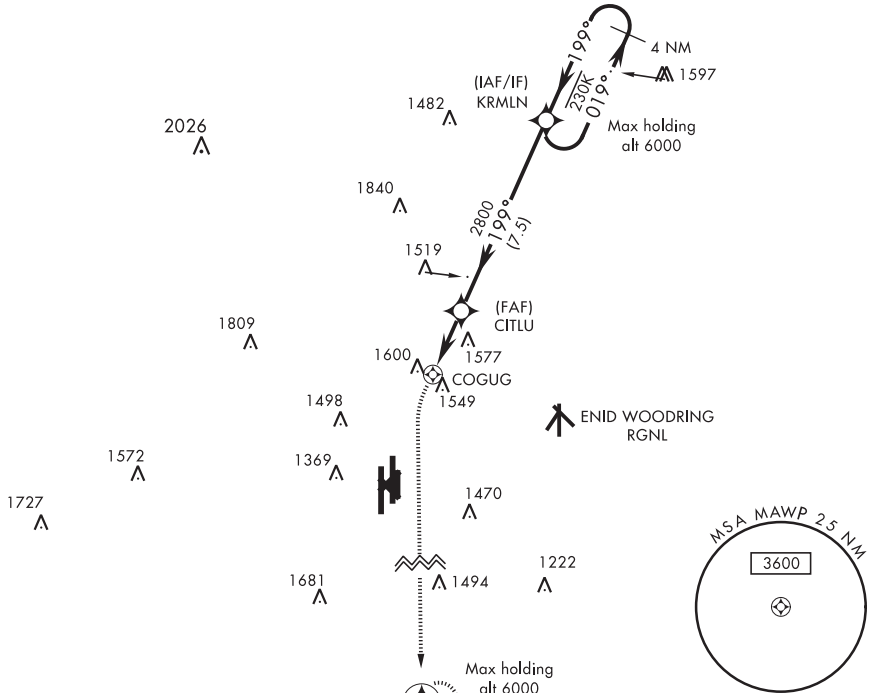 199°
4 NM
1597
(IAF/IF)
KRMLN
230K
019°
1482
Max holding
alt 6000
2026
1840
2800
199°
(7.5)
1519
(FAF)
CITLU
1809
1577
1600
COGUG
1549
1498
ENID WOODRING
RGNL
1572
1369
1727
1470
MSA MAWP 25 NM
3600
1681
1494
1222
Max holding
alt 6000